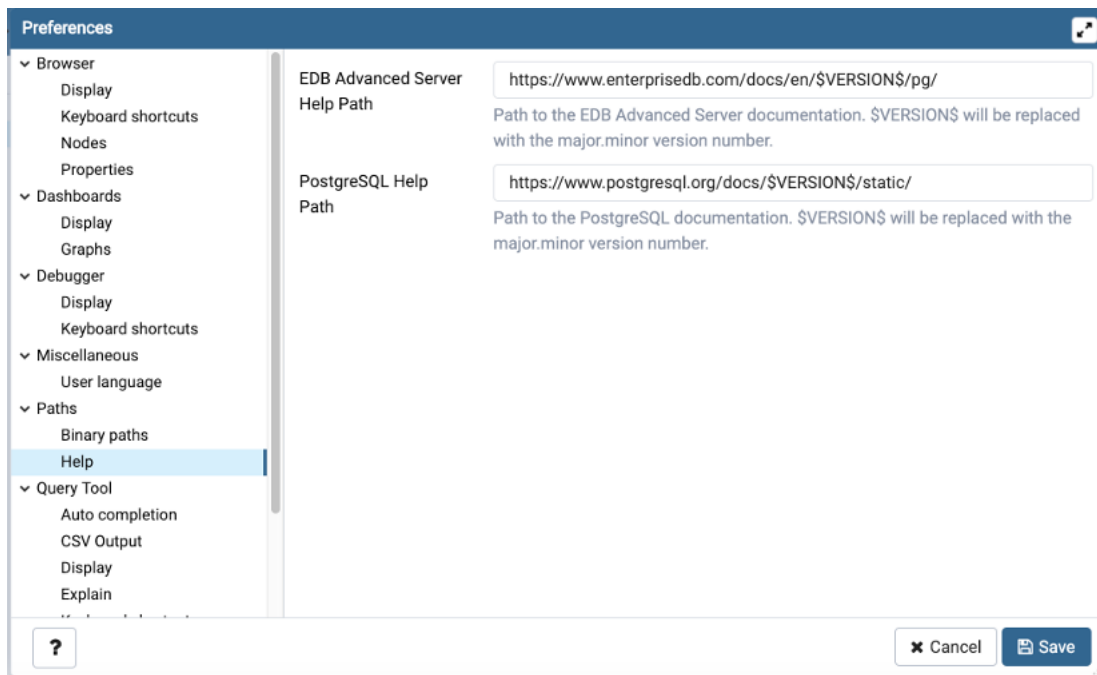 Preferences
Browser
Display
Keyboard shortcuts
Nodes
Properties
Dashboards
Display
Graphs
Debugger
Display
Keyboard shortcuts
Miscellaneous
User language
Paths
Binary paths
Help
Query Tool
Auto completion
CSV Output
Display
Explain
EDB Advanced Server
Help Path
https://www.enterprisedb.com/docs/en/$VERSION$/pg/
Path to the EDB Advanced Server documentation. $VERSION$ will be replaced
with the major.minor version number.
PostgreSQL Help
Path
https://www.postgresql.org/docs/$VERSION$/static/
Path to the PostgreSQL documentation. $VERSION$ will be replaced with the
major.minor version number.
?
Cancel
Save